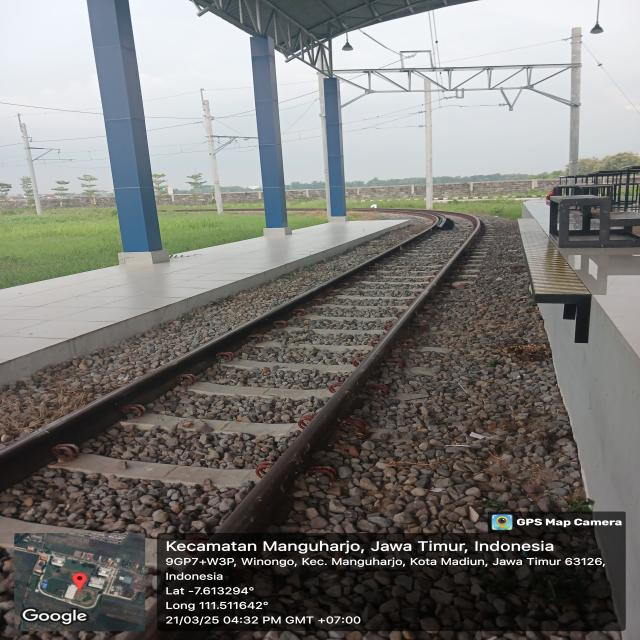 GPS Map Camera
Kecamatan Manguharjo, Jawa Timur, Indonesia
9GP7+W3P, Winongo, Kec. Manguharjo, Kota Madiun, Jawa Timur 63126,
Indonesia
Lat -7.613294°
Long 111.511642°
21/03/25 04:32 PM GMT +07:00
Google